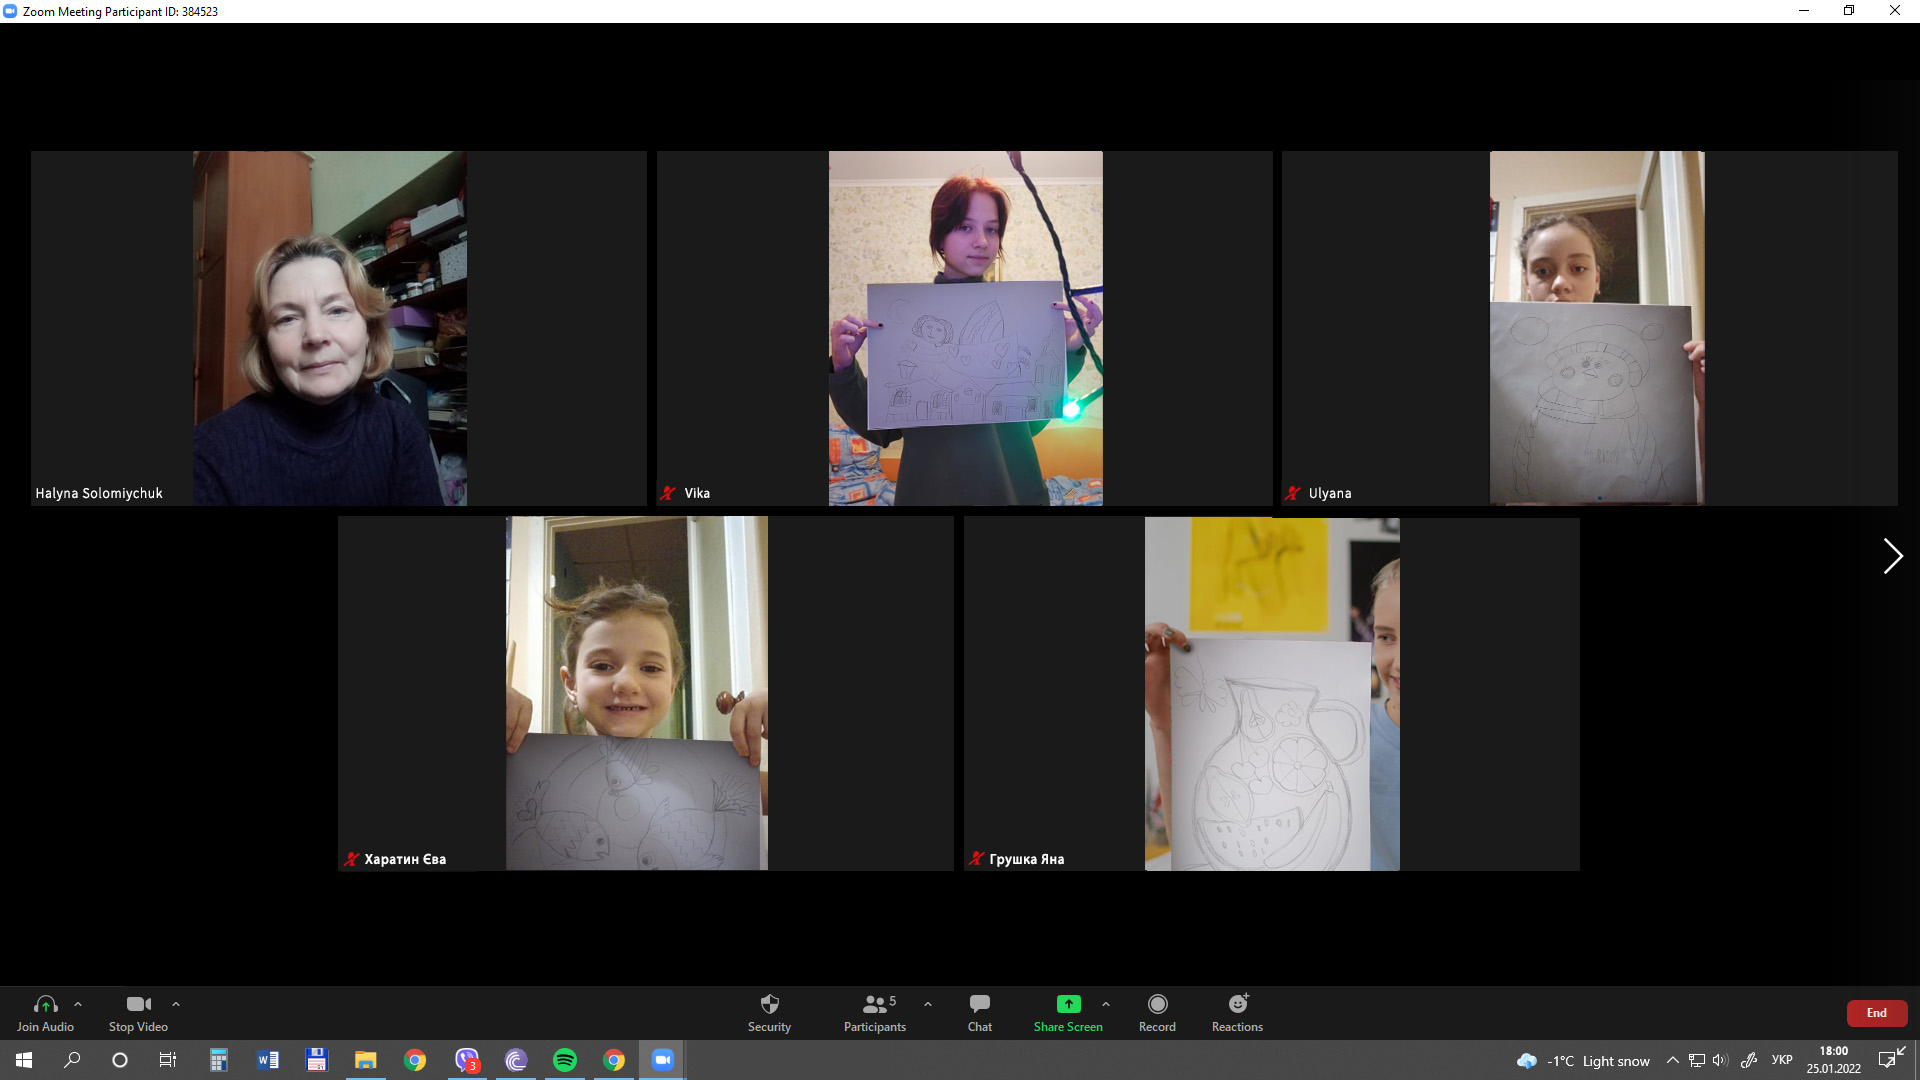 Zoom Meeting Participant ID: 384523
Halyna Solomiychuk
Vika
Ulyana
Харатин Єва
Грушка Яна
Join Audio
Stop Video
Security
5
Participants
Chat
Share Screen
Record
Reactions
End
3
-1°C Light snow
УКР
18:00
25.01.2022